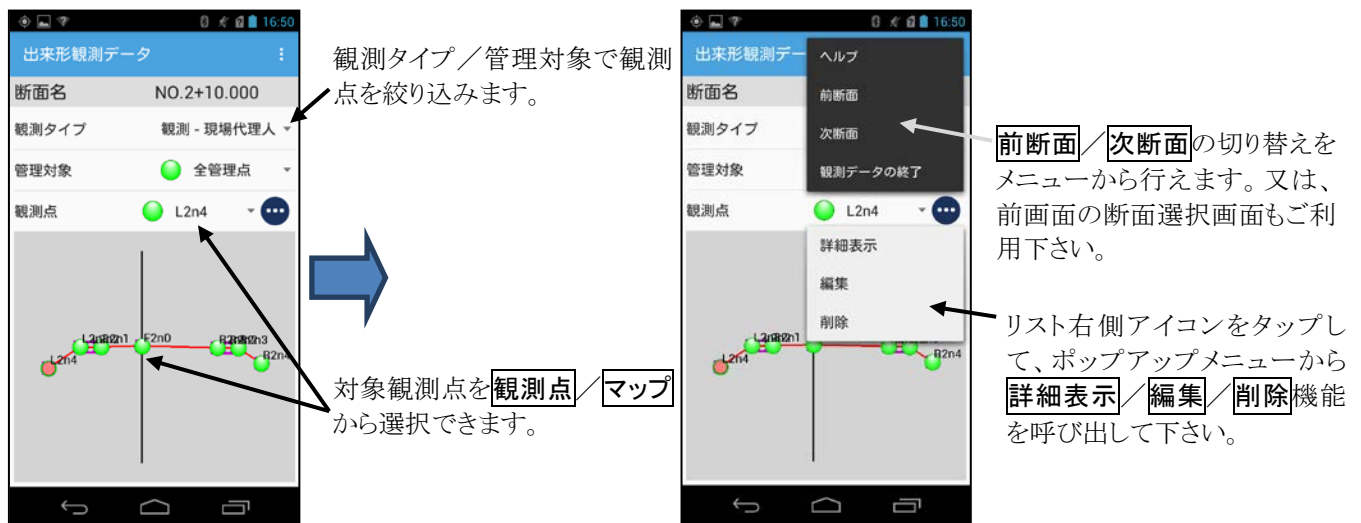 16:50
出来形観測データ
断面名 NO.2+10.000
観測タイプ 観測 - 現場代理人
管理対象 全管理点
観測点 L2n4
L2n4
F2n0
R2n4
観測タイプ／管理対象で観測
点を絞り込みます。
対象観測点を観測点／マップ
から選択できます。
16:50
出来形観測デー
断面名
観測タイプ
管理対象
観測点 L2n4
ヘルプ
前断面
次断面
観測データの終了
詳細表示
編集
削除
L2n4
R2n4
前断面／次断面の切り替えを
メニューから行えます。又は、
前画面の断面選択画面もご利
用下さい。
リスト右側アイコンをタップし
て、ポップアップメニューから
詳細表示／編集／削除機能
を呼び出して下さい。